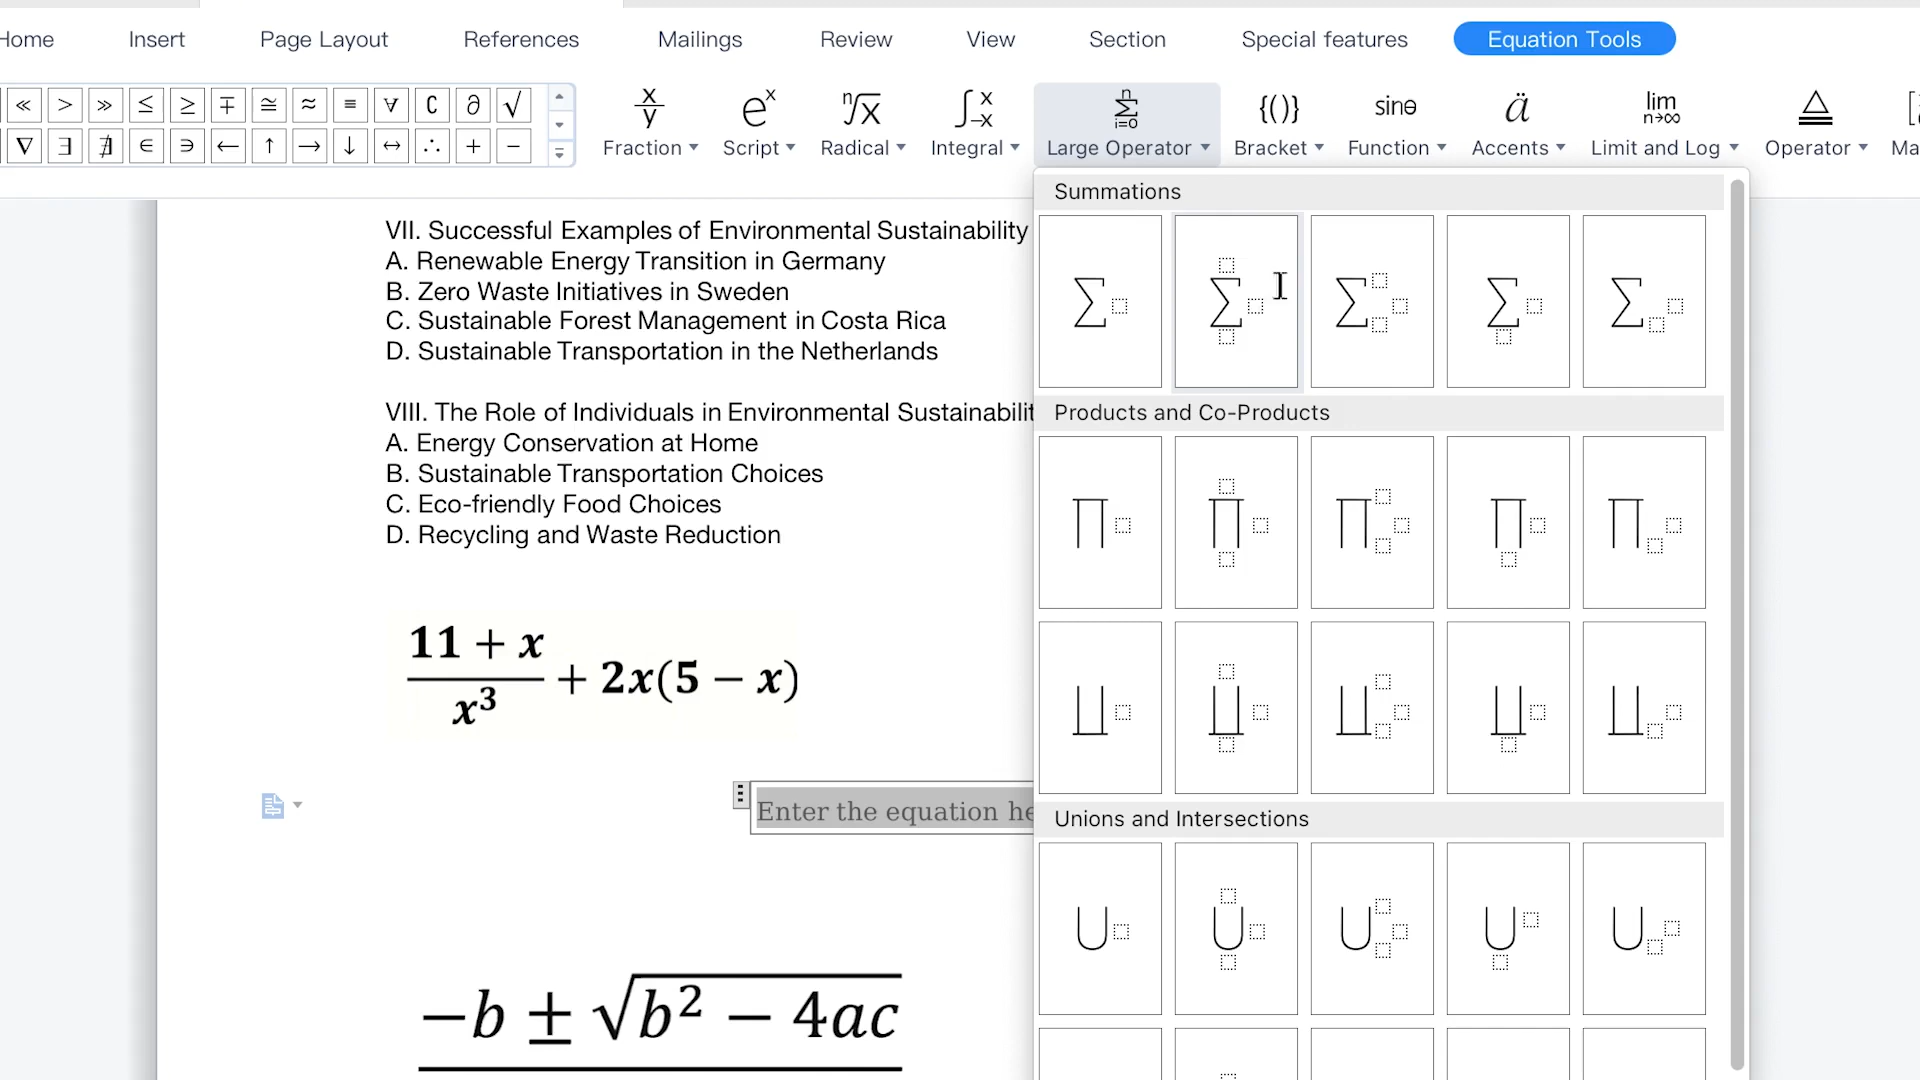 Home Insert Page Layout References Mailings Review View Section Special features Equation Tools
≪ > ≫ ≤ ≥ ∓ ≅ ≈ ≡ ∀ ∁ ∂ √
∇ ∃ ∄ ∈ ∋ ← ↑ → ↓ ↔ ∴ + −
Fraction Script Radical Integral Large Operator Bracket Function Accents Limit and Log Operator Ma
Summations
VII. Successful Examples of Environmental Sustainability
A. Renewable Energy Transition in Germany
B. Zero Waste Initiatives in Sweden
C. Sustainable Forest Management in Costa Rica
D. Sustainable Transportation in the Netherlands
VIII. The Role of Individuals in Environmental Sustainabilit
A. Energy Conservation at Home
B. Sustainable Transportation Choices
C. Eco-friendly Food Choices
D. Recycling and Waste Reduction
Products and Co-Products
11 + x
x³
+ 2x(5 − x)
Enter the equation he
Unions and Intersections
−b ± √b² − 4ac